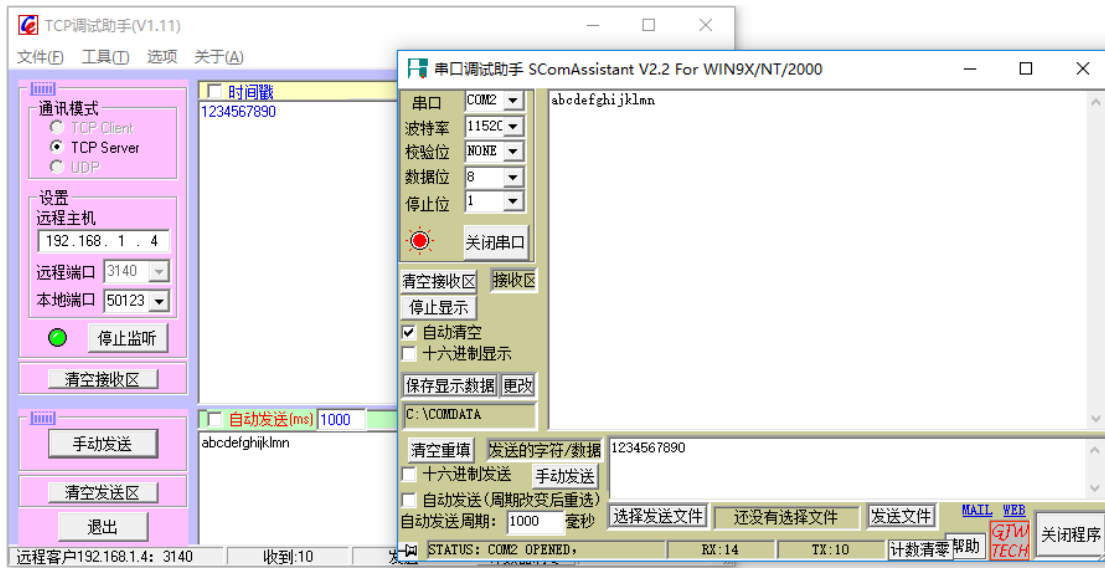 TCP调试助手(V1.11)
文件(F) 工具(T) 选项 关于(A)
通讯模式
TCP Client
TCP Server
UDP
设置
远程主机
192.168. 1 . 4
远程端口 3140
本地端口 50123
停止监听
清空接收区
手动发送
清空发送区
退出
时间戳
1234567890
自动发送(ms) 1000
abcdefghijklmn
远程客户192.168.1.4: 3140 收到:10
串口调试助手 SComAssistant V2.2 For WIN9X/NT/2000
串口 COM2
波特率 11520
校验位 NONE
数据位 8
停止位 1
关闭串口
清空接收区 接收区
停止显示
自动清空
十六进制显示
保存显示数据 更改
C:\COMDATA
abcdefghijklmn
清空重填 发送的字符/数据 1234567890
十六进制发送 手动发送
自动发送(周期改变后重选)
自动发送周期: 1000 毫秒 选择发送文件 还没有选择文件 发送文件 MAIL WEB
GTW
TECH
关闭程序
STATUS: COM2 OPENED, RX:14 TX:10 计数清零 帮助